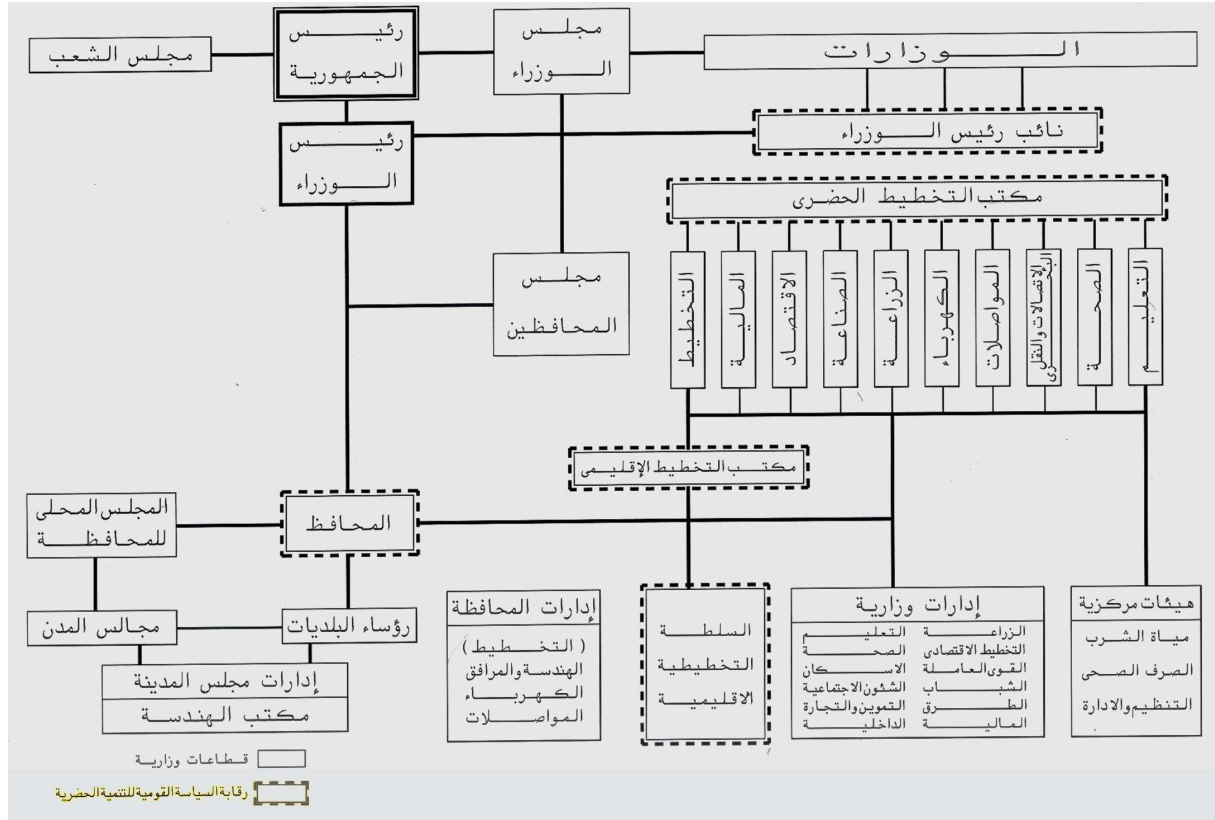 مجلس الشعب
رئيس
الجمهورية
مجلس
الوزراء
الوزارات
رئيس
الوزراء
نائب رئيس الوزراء
مكتب التخطيط الحضرى
مجلس
المحافظين
التخطيط
المالية
الاقتصاد
الصناعة
الزراعة
الكهرباء
المواصلات
الاتصالات والنقل
البحرى
الصحة
التعليم
مكتب التخطيط الإقليمى
المجلس المحلى
للمحافظة
المحافظ
مجالس المدن
رؤساء البلديات
إدارات مجلس المدينة
مكتب الهندسة
إدارات المحافظة
(التخطيط)
الهندسة والمرافق
الكهرباء
المواصلات
السلطة
التخطيطية
الاقليمية
إدارات وزارية
الزراعة التعليم
التخطيط الاقتصادى الصحة
القوى العاملة الاسكان
الشباب الشئون الاجتماعية
الطرق التموين والتجارة
المالية الداخلية
هيئات مركزية
مياة الشرب
الصرف الصحى
التنظيم والادارة
قطاعات وزارية
رقابة السياسة القومية للتنمية الحضرية